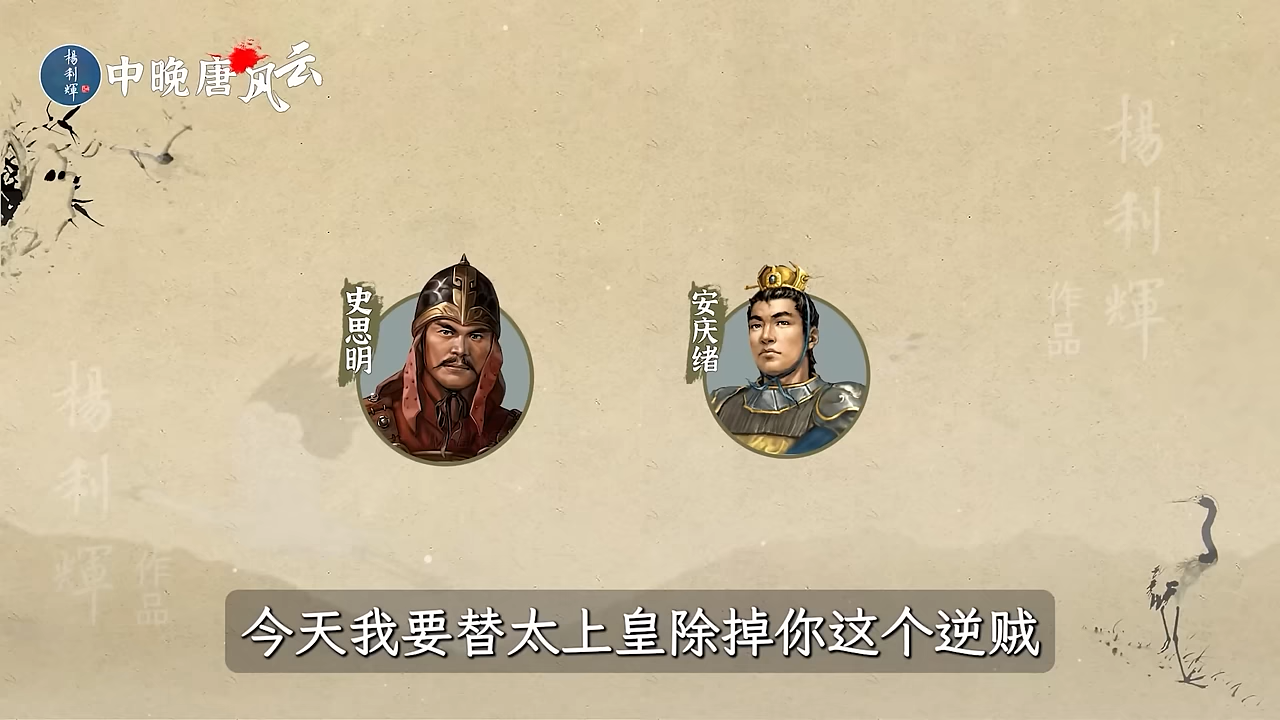 楊利輝
中晚唐风云
楊利輝
作品
史思明
安庆绪
楊利輝
作品
今天我要替太上皇除掉你这个逆贼